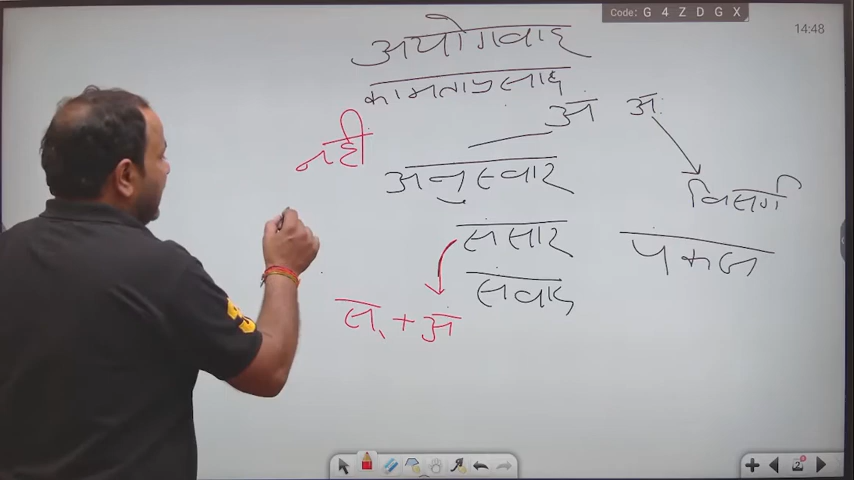 Code: G 4 Z D G X
14:48
अयोगवाह
कामताप्रसाद
अं अः
नही
अनुस्वार
विसर्ग
संसार
पंकज
संवाद
स् + अं